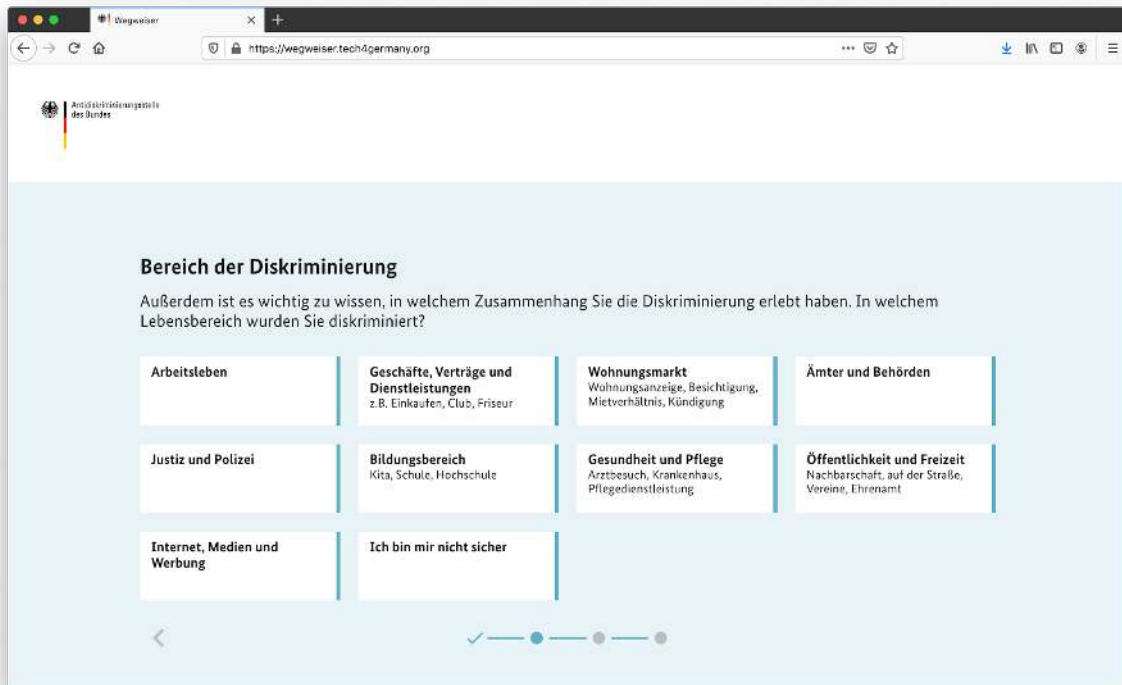 Wegweiser
https://wegweiser.tech4germany.org
Antidiskriminierungsstelle
des Bundes
Bereich der Diskriminierung
Außerdem ist es wichtig zu wissen, in welchem Zusammenhang Sie die Diskriminierung erlebt haben. In welchem
Lebensbereich wurden Sie diskriminiert?
Arbeitsleben
Geschäfte, Verträge und
Dienstleistungen
z.B. Einkaufen, Club, Friseur
Wohnungsmarkt
Wohnungsanzeige, Besichtigung,
Mietverhältnis, Kündigung
Ämter und Behörden
Justiz und Polizei
Bildungsbereich
Kita, Schule, Hochschule
Gesundheit und Pflege
Arztbesuch, Krankenhaus,
Pflegedienstleistung
Öffentlichkeit und Freizeit
Nachbarschaft, auf der Straße,
Vereine, Ehrenamt
Internet, Medien und
Werbung
Ich bin mir nicht sicher